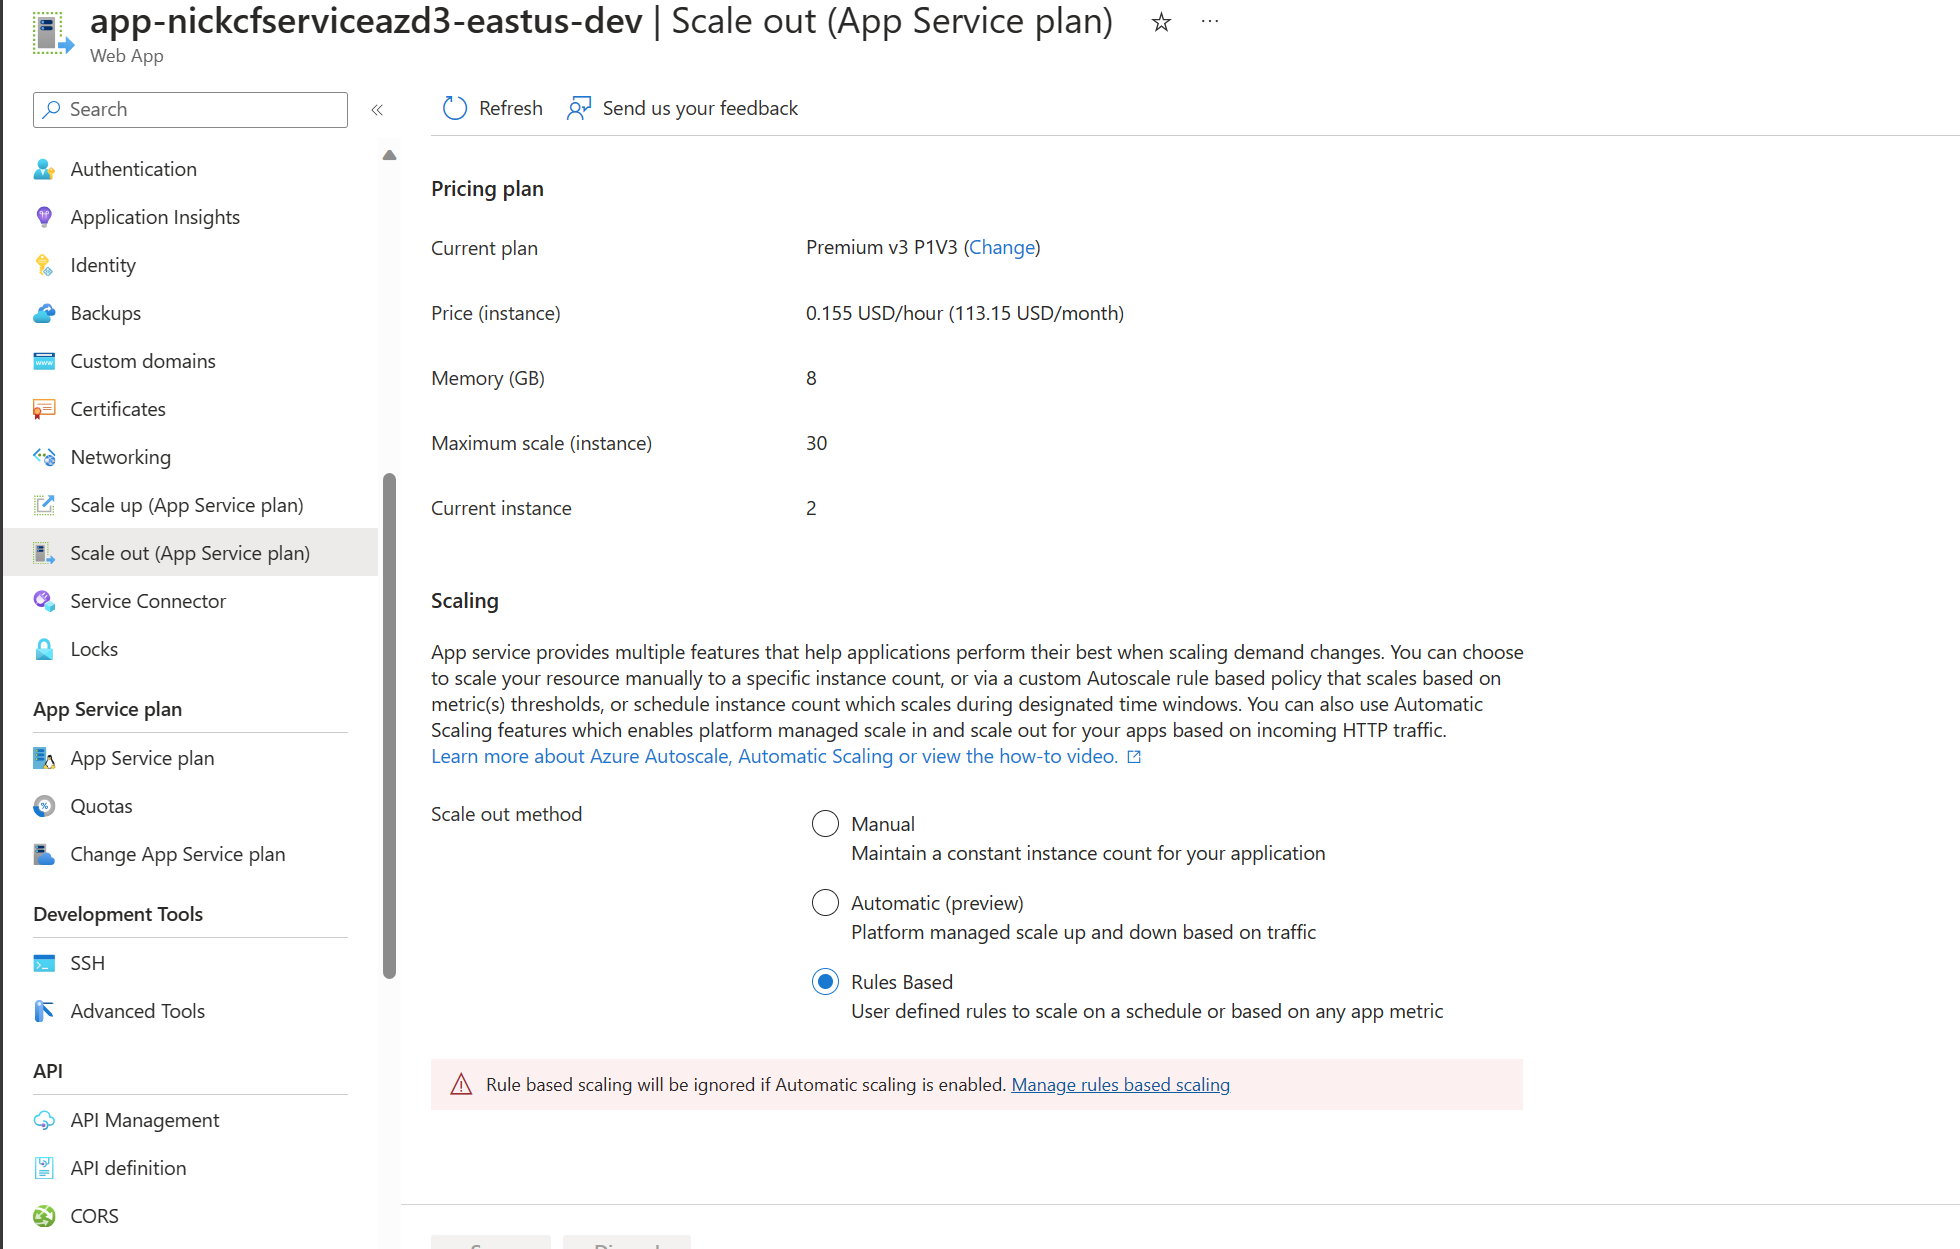 app-nickcfserviceazd3-eastus-dev | Scale out (App Service plan)
Web App
Search
Authentication
Application Insights
Identity
Backups
Custom domains
Certificates
Networking
Scale up (App Service plan)
Scale out (App Service plan)
Service Connector
Locks
App Service plan
App Service plan
Quotas
Change App Service plan
Development Tools
SSH
Advanced Tools
API
API Management
API definition
CORS
Refresh
Send us your feedback
Pricing plan
Current plan
Premium v3 P1V3 (Change)
Price (instance)
0.155 USD/hour (113.15 USD/month)
Memory (GB)
8
Maximum scale (instance)
30
Current instance
2
Scaling
App service provides multiple features that help applications perform their best when scaling demand changes. You can choose
to scale your resource manually to a specific instance count, or via a custom Autoscale rule based policy that scales based on
metric(s) thresholds, or schedule instance count which scales during designated time windows. You can also use Automatic
Scaling features which enables platform managed scale in and scale out for your apps based on incoming HTTP traffic.
Learn more about Azure Autoscale, Automatic Scaling or view the how-to video.
Scale out method
Manual
Maintain a constant instance count for your application
Automatic (preview)
Platform managed scale up and down based on traffic
Rules Based
User defined rules to scale on a schedule or based on any app metric
Rule based scaling will be ignored if Automatic scaling is enabled. Manage rules based scaling